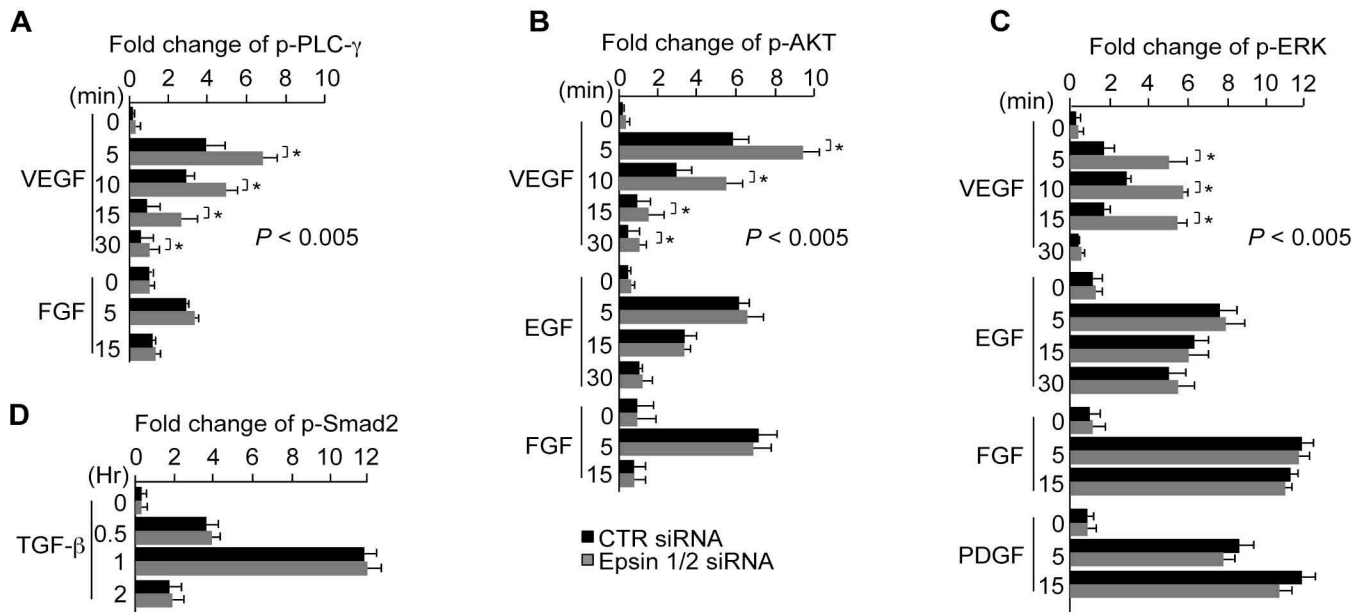 A
Fold change of p-PLC-γ
0 2 4 6 8 10
(min)
VEGF
0
5 *
10 *
15 *
30 *
P < 0.005
FGF
0
5
15
B
Fold change of p-AKT
0 2 4 6 8 10
VEGF
0
5 *
10 *
15 *
30 *
P < 0.005
EGF
0
5
15
30
FGF
0
5
15
CTR siRNA
Epsin 1/2 siRNA
C
Fold change of p-ERK
0 2 4 6 8 10 12
(min)
VEGF
0
5 *
10 *
15 *
30
P < 0.005
EGF
0
5
15
30
FGF
0
5
15
PDGF
0
5
15
D
Fold change of p-Smad2
0 2 4 6 8 10 12
(Hr)
TGF-β
0
0.5
1
2